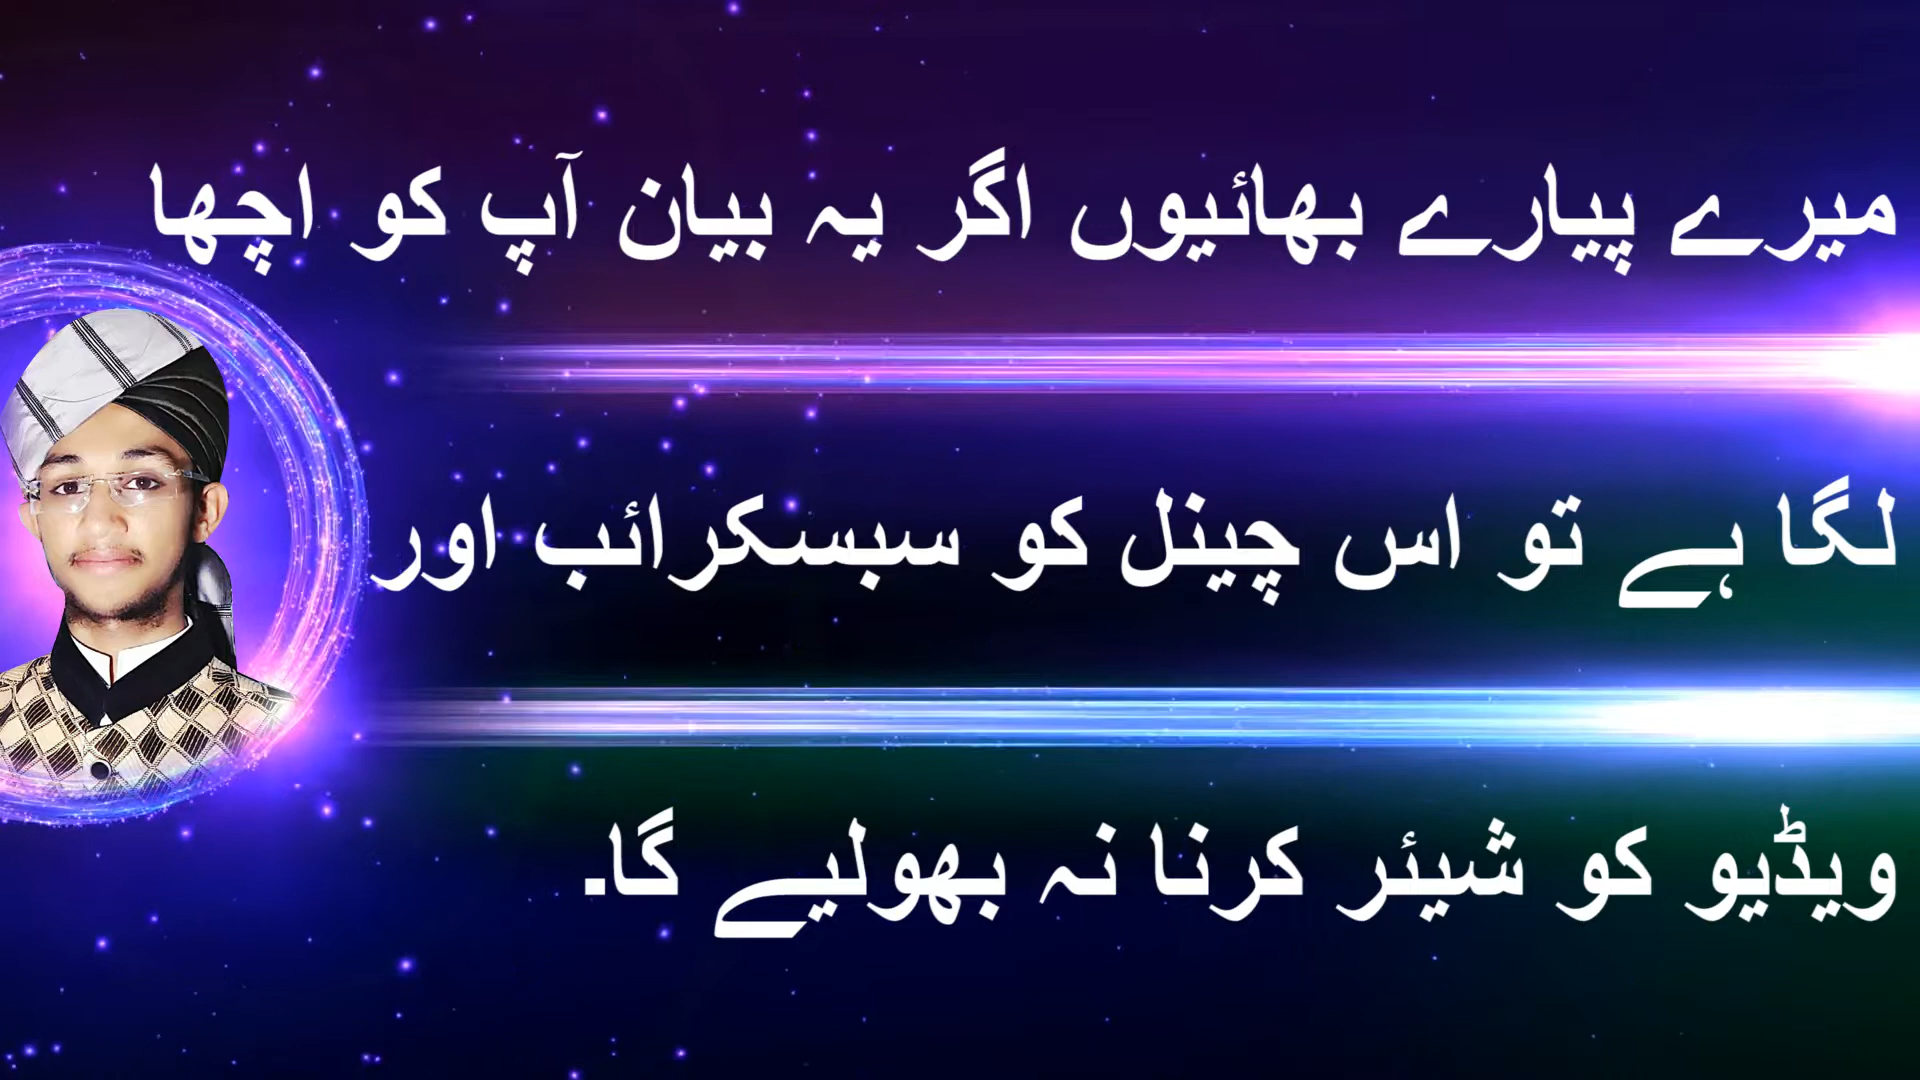 میرے پیارے بھائیوں اگر یہ بیان آپ کو اچھا
لگا ہے تو اس چینل کو سبسکرائب اور
ویڈیو کو شیئر کرنا نہ بھولیے گا.